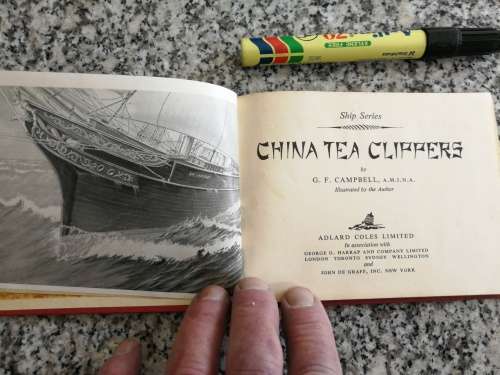 Ship Series
CHINA TEA CLIPPERS
by
G. F. CAMPBELL, A.M.I.N.A.
Illustrated by the Author
ADLARD COLES LIMITED
In association with
GEORGE G. HARRAP AND COMPANY LIMITED
LONDON TORONTO SYDNEY WELLINGTON
and
JOHN DE GRAFF, INC. NEW YORK